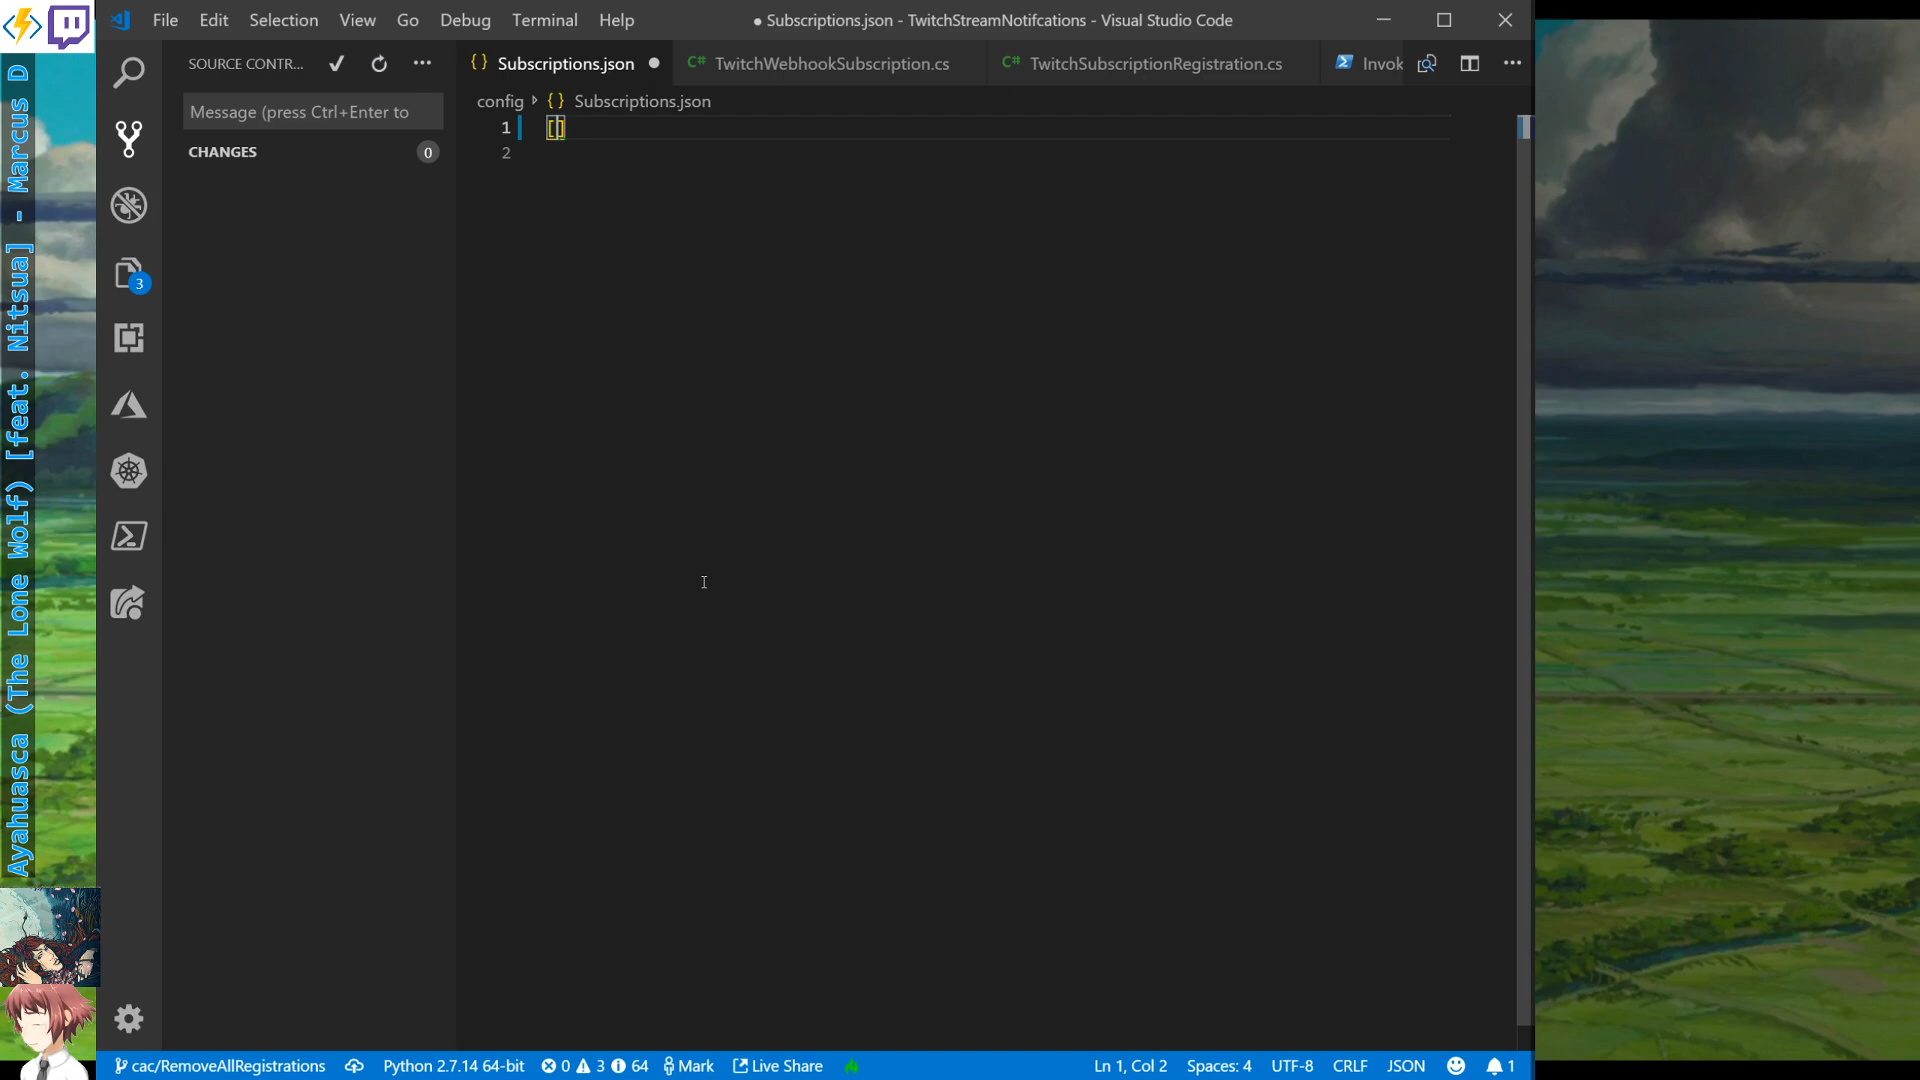 File Edit Selection View Go Debug Terminal Help
● Subscriptions.json - TwitchStreamNotifcations - Visual Studio Code
SOURCE CONTR...
Message (press Ctrl+Enter to
CHANGES 0
3
{ } Subscriptions.json
C# TwitchWebhookSubscription.cs
C# TwitchSubscriptionRegistration.cs
Invok
config { } Subscriptions.json
1 []
2
Ayahuasca (The Lone Wolf) [feat. Nitsua] - Marcus D
cac/RemoveAllRegistrations Python 2.7.14 64-bit 0 3 64 Mark Live Share Ln 1, Col 2 Spaces: 4 UTF-8 CRLF JSON 1